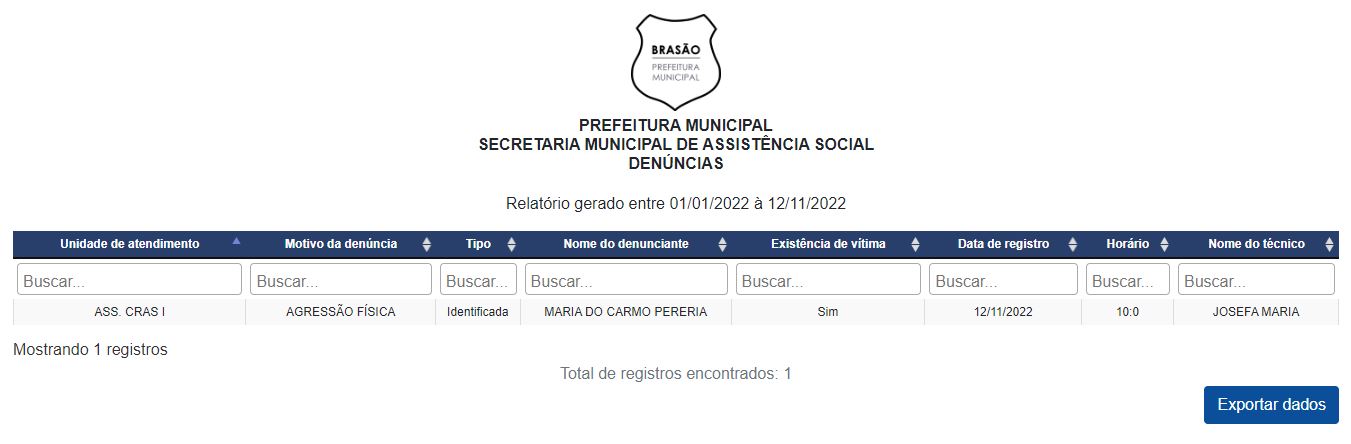 BRASÃO
PREFEITURA
MUNICIPAL
PREFEITURA MUNICIPAL
SECRETARIA MUNICIPAL DE ASSISTÊNCIA SOCIAL
DENÚNCIAS
Relatório gerado entre 01/01/2022 à 12/11/2022
Unidade de atendimento Motivo da denúncia Tipo Nome do denunciante Existência de vítima Data de registro Horário Nome do técnico
Buscar... Buscar... Buscar... Buscar... Buscar... Buscar... Buscar... Buscar...
ASS. CRAS I AGRESSÃO FÍSICA Identificada MARIA DO CARMO PERERIA Sim 12/11/2022 10:0 JOSEFA MARIA
Mostrando 1 registros
Total de registros encontrados: 1
Exportar dados